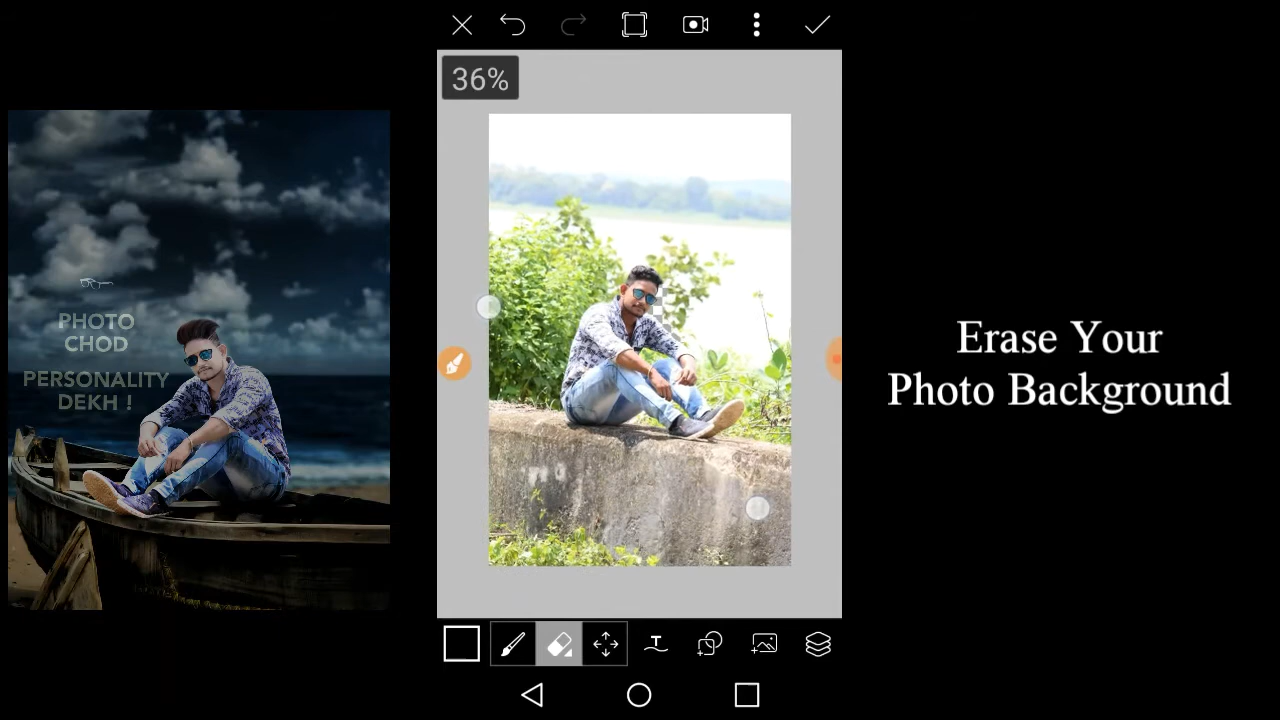 36%
PHOTO
CHOD
PERSONALITY
DEKH !
Erase Your
Photo Background